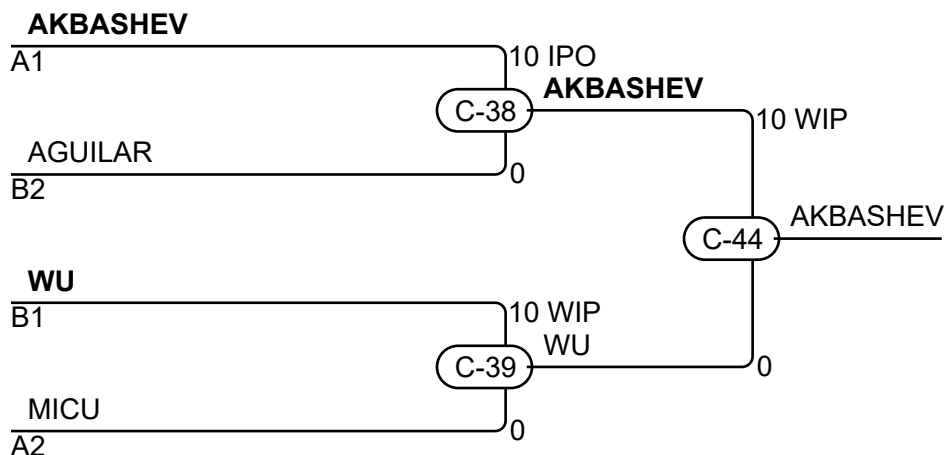 AKBASHEV
A1
10 IPO
C-38
AKBASHEV
10 WIP
AGUILAR
B2
0
C-44
AKBASHEV
WU
B1
10 WIP
C-39
WU
0
MICU
A2
0